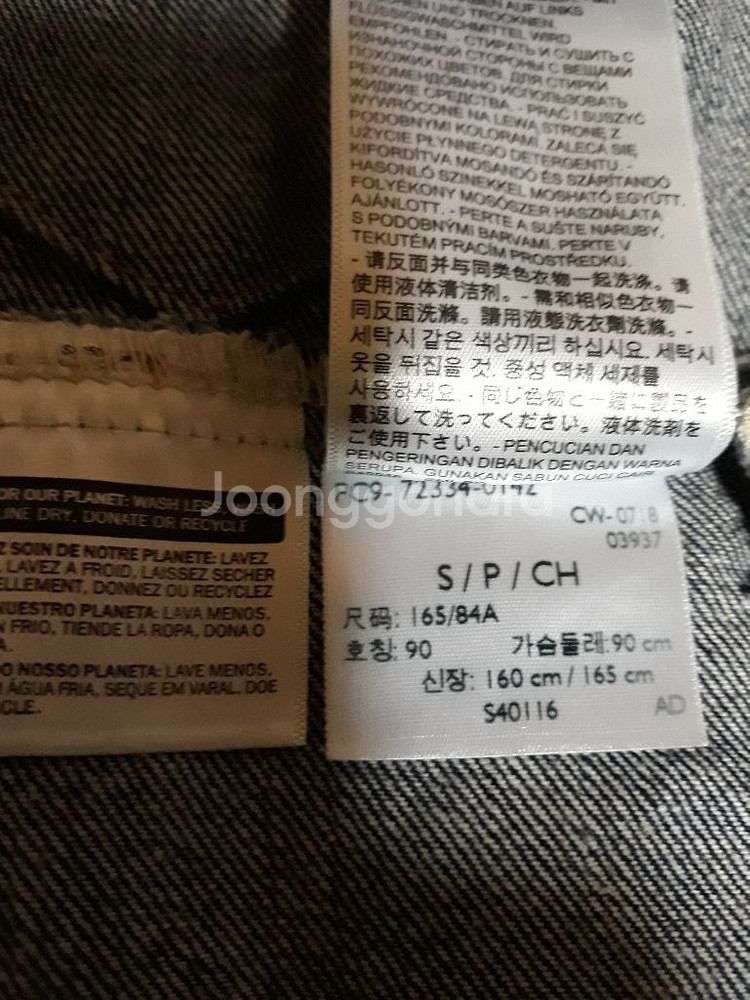 FLÜSSIGWASCHMITTEL WIRD
EMPFOHLEN. - СТИРАТЬ И СУШИТЬ С
ИЗНАНОЧНОЙ СТОРОНЫ С ВЕЩАМИ
ПОХОЖИХ ЦВЕТОВ. ДЛЯ СТИРКИ
РЕКОМЕНДОВАНО ИСПОЛЬЗОВАТЬ
ЖИДКИЕ СРЕДСТВА. - PRAĆ I SUSZYĆ
WYWRÓCONE NA LEWĄ STRONĘ Z
PODOBNYMI KOLORAMI. ZALECA SIĘ
UŻYCIE PŁYNNEGO DETERGENTU. -
KIFORDÍTVA MOSANDÓ ÉS SZÁRÍTANDÓ
HASONLÓ SZINEKKEL MOSHATÓ EGYÜTT.
FOLYÉKONY MOSÓSZER HASZNÁLATA
AJÁNLOTT. - PERTE A SUŠTE NARUBY,
S PODOBNÝMI BARVAMI. PERTE V
TEKUTÉM PRACÍM PROSTŘEDKU.
- 请反面并与同类色衣物一起洗涤。请
使用液体清洁剂。- 需和相似色衣物一
同反面洗滌。請用液態洗衣劑洗滌。-
세탁시 같은 색상끼리 하십시요. 세탁시
옷을 뒤집을 것. 중성 액체 세제를
사용하세요. - 同じ色物と一緒に製品を
裏返して洗ってください。液体洗剤を
ご使用下さい。- PENCUCIAN DAN
PENGERINGAN DIBALIK DENGAN WARNA
SERUPA. GUNAKAN SABUN CUCI CAIR
Joonggonara
PC9-72334-0142
CW-0718
03937
S / P / CH
尺码: 165/84A
호칭: 90 가슴둘레:90 cm
신장: 160 cm / 165 cm
S40116 AD
FOR OUR PLANET: WASH
LINE DRY, DONATE OR RECYCLE
SOIN DE NOTRE PLANETE: LAVEZ
LAVEZ A FROID, LAISSEZ SECHER
DONNEZ OU RECYCLEZ
NUESTRO PLANETA: LAVA MENOS,
FRIO, TIENDE LA ROPA, DONA O
NOSSO PLANETA: LAVE MENOS,
ÁGUA FRIA, SEQUE EM VARAL, DOE